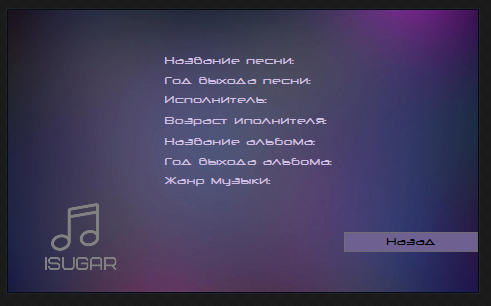 Название песни:
Год выхода песни:
Исполнитель:
Возраст иполнителя:
Название альбома:
Год выхода альбома:
Жанр музыки:
Назад
ISUGAR